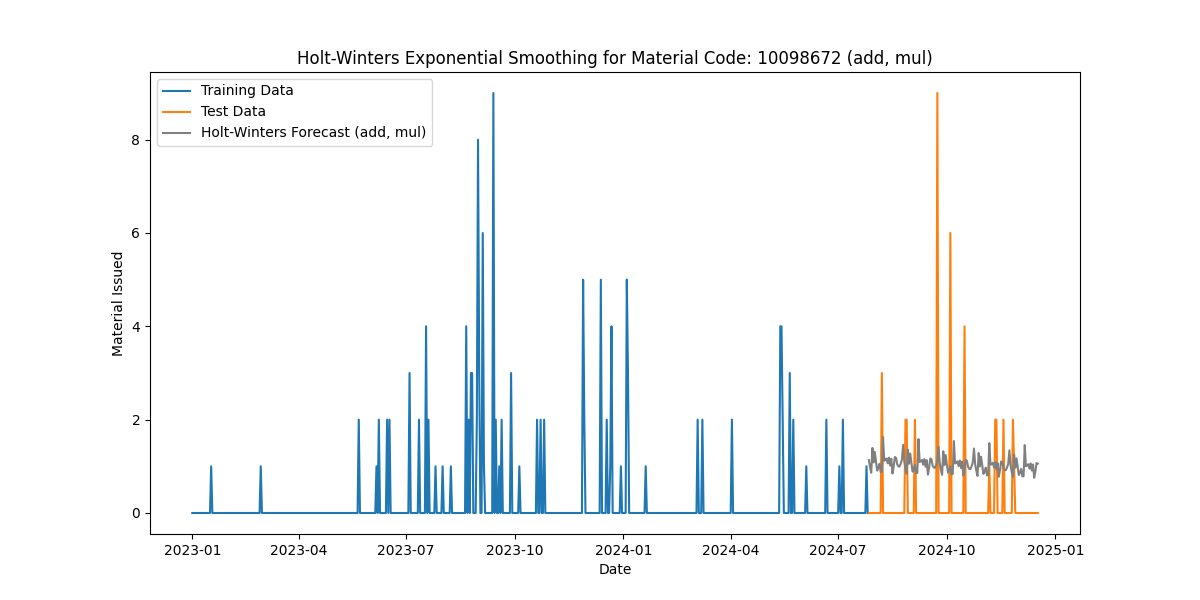 Holt-Winters Exponential Smoothing for Material Code: 10098672 (add, mul)
Training Data
Test Data
Holt-Winters Forecast (add, mul)
8
6
4
2
0
Material Issued
2023-01 2023-04 2023-07 2023-10 2024-01 2024-04 2024-07 2024-10 2025-01
Date